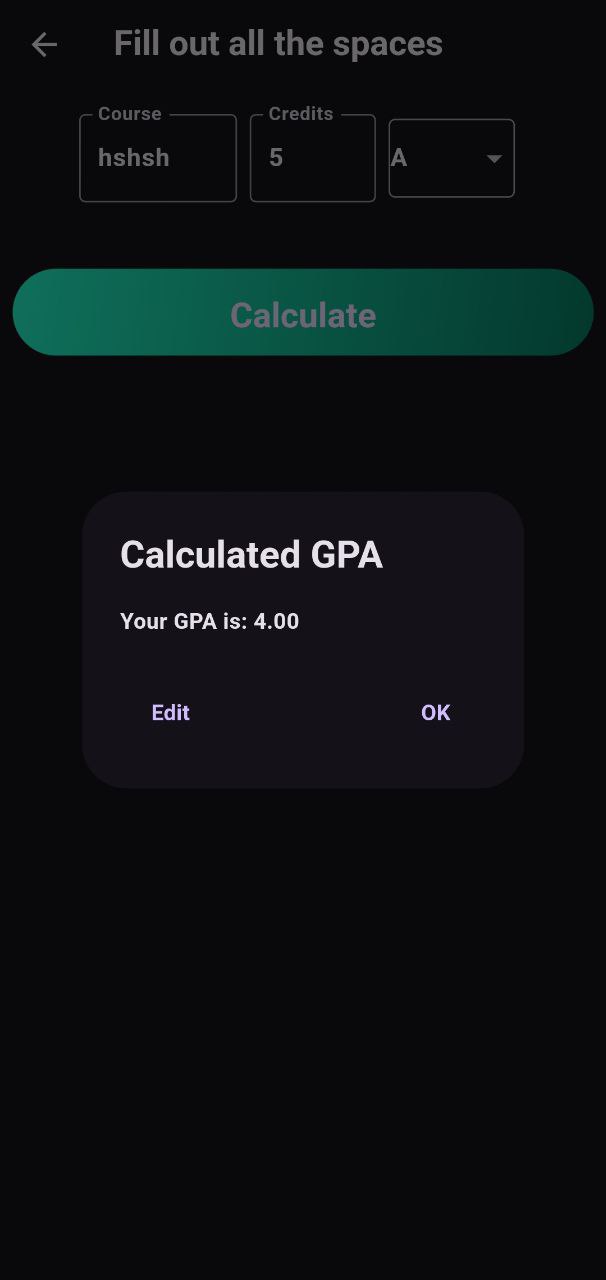 Fill out all the spaces
Course Credits
hshsh 5 A
Calculate
Calculated GPA
Your GPA is: 4.00
Edit OK